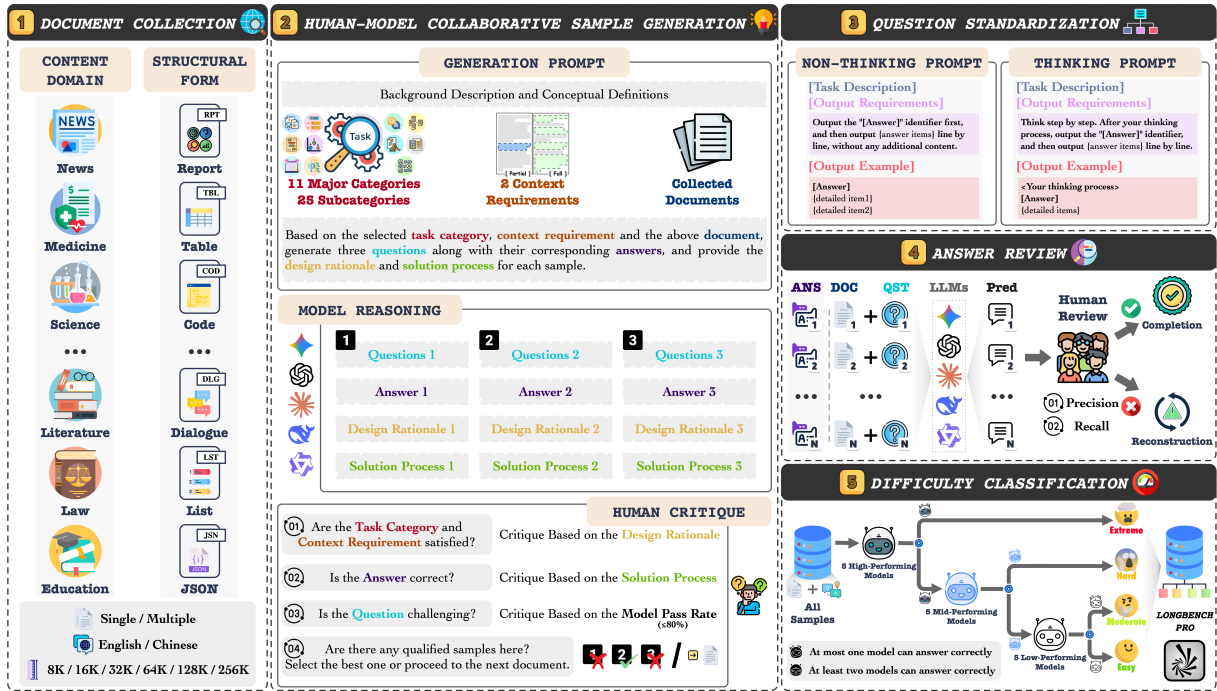 1 DOCUMENT COLLECTION
CONTENT
DOMAIN
STRUCTURAL
FORM
NEWS
News
RPT
Report
Medicine
TBL
Table
Science
COD
Code
...
...
Literature
DLG
Dialogue
Law
LST
List
Education
JSN
JSON
JSON
Single / Multiple
English / Chinese
8K / 16K / 32K / 64K / 128K / 256K
2 HUMAN-MODEL COLLABORATIVE SAMPLE GENERATION
GENERATION PROMPT
Background Description and Conceptual Definitions
Task
11 Major Categories
25 Subcategories
[ Partial ] [ Full ]
2 Context
Requirements
Collected
Documents
Based on the selected task category, context requirement and the above document,
generate three questions along with their corresponding answers, and provide the
design rationale and solution process for each sample.
MODEL REASONING
1 2 3
Questions 1 Questions 2 Questions 3
Answer 1 Answer 2 Answer 3
Design Rationale 1 Design Rationale 2 Design Rationale 3
Solution Process 1 Solution Process 2 Solution Process 3
HUMAN CRITIQUE
01 Are the Task Category and
Context Requirement satisfied?
Critique Based on the Design Rationale
02 Is the Answer correct?
Critique Based on the Solution Process
03 Is the Question challenging?
Critique Based on the Model Pass Rate
(≤80%)
04 Are there any qualified samples here?
Select the best one or proceed to the next document.
1 2 3 /
3 QUESTION STANDARDIZATION
NON-THINKING PROMPT
[Task Description]
[Output Requirements]
Output the "[Answer]" identifier first,
and then output {answer items} line by
line, without any additional content.
[Output Example]
[Answer]
{detailed item1}
{detailed item2}
THINKING PROMPT
[Task Description]
[Output Requirements]
Think step by step. After your thinking
process, output the "[Answer]" identifier,
and then output {answer items} line by line.
[Output Example]
<Your thinking process>
[Answer]
{detailed items}
4 ANSWER REVIEW
ANS DOC QST LLMs Pred
A: 1 1 + 1 1
A: 2 2 + 2 2
... ... ...
A: N N + N N
Human
Review
Completion
01 Precision
02 Recall
Reconstruction
5 DIFFICULTY CLASSIFICATION
All
Samples
5 High-Performing
Models
5 Mid-Performing
Models
5 Low-Performing
Models
Extreme
Hard
Moderate
Easy
LONGBENCH
PRO
At most one model can answer correctly
At least two models can answer correctly